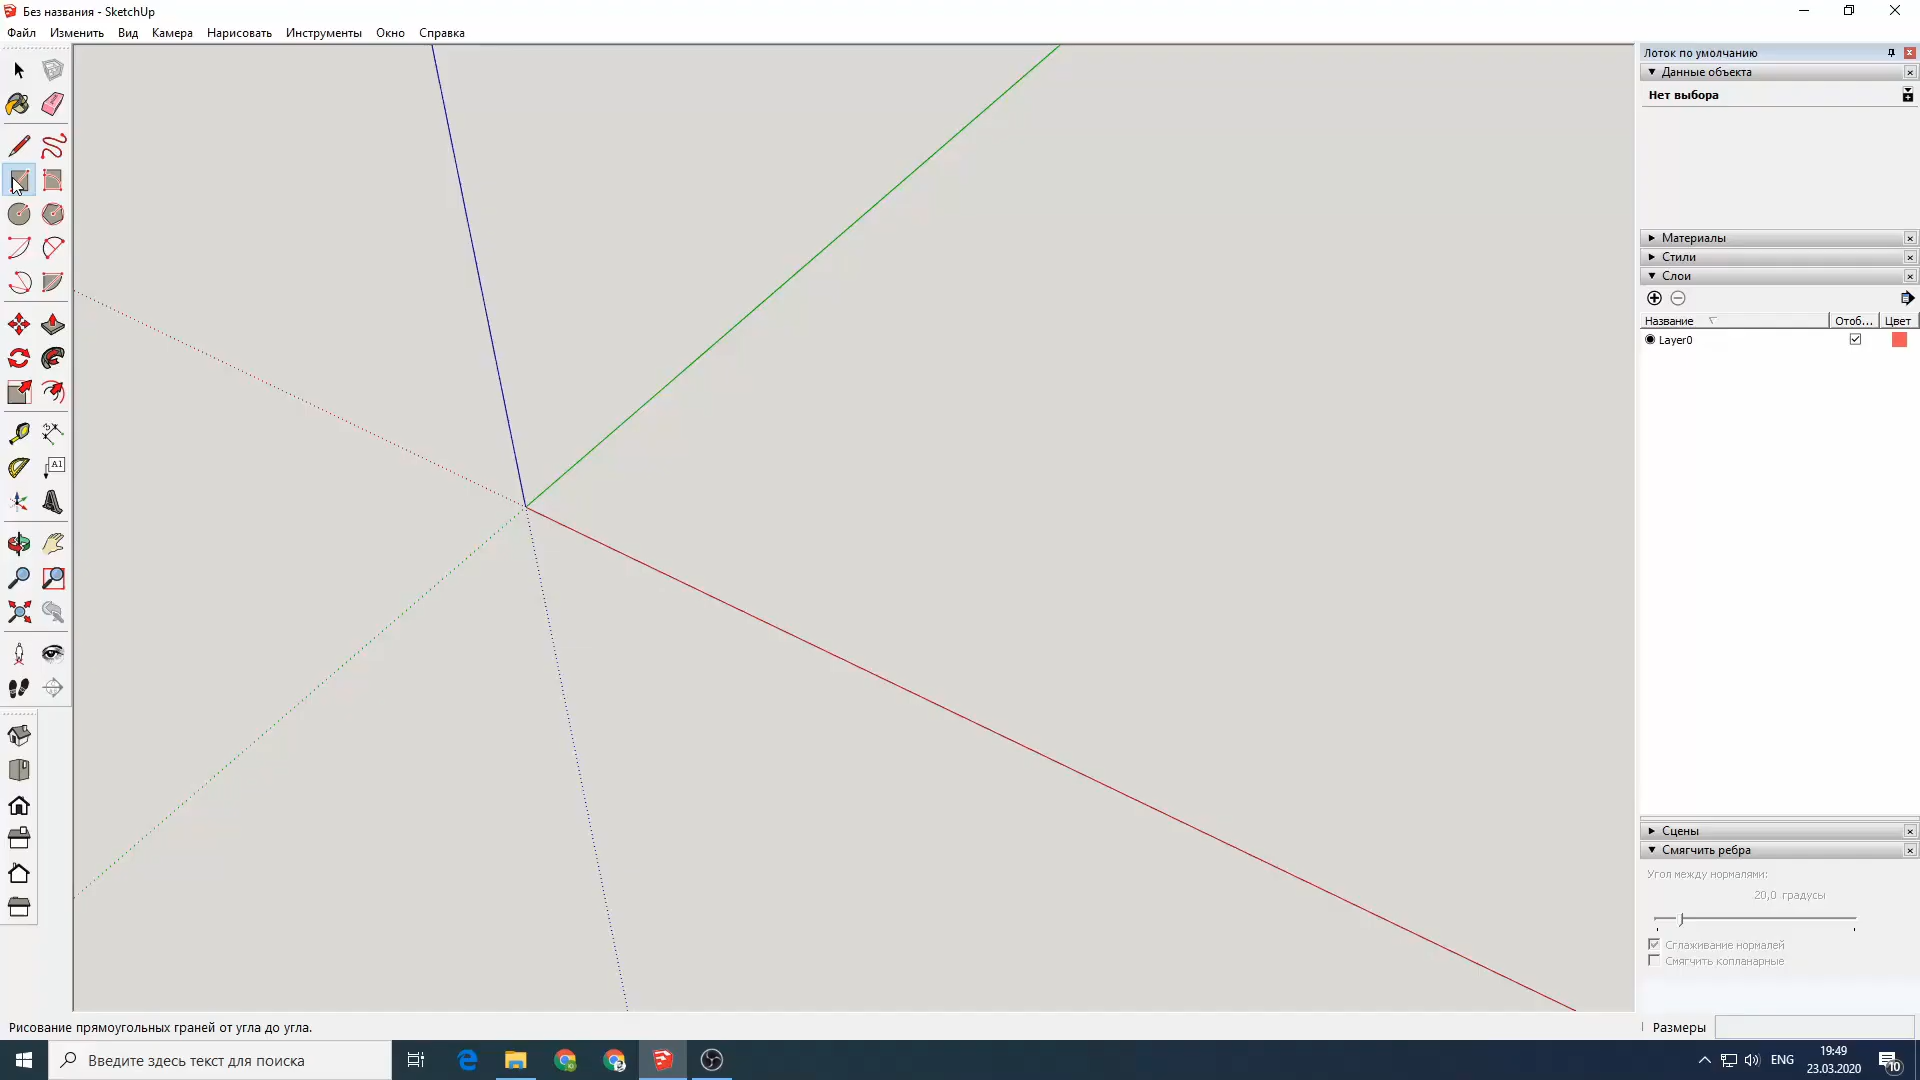 Без названия - SketchUp
Файл Изменить Вид Камера Нарисовать Инструменты Окно Справка
Лоток по умолчанию
Данные объекта
Нет выбора
Материалы
Стили
Слои
Название Отоб... Цвет
Layer0
A1
Сцены
Смягчить ребра
Угол между нормалями:
20,0 градусы
Сглаживание нормалей
Смягчить копланарные
Рисование прямоугольных граней от угла до угла.
Размеры
Введите здесь текст для поиска
ENG
19:49
23.03.2020
10